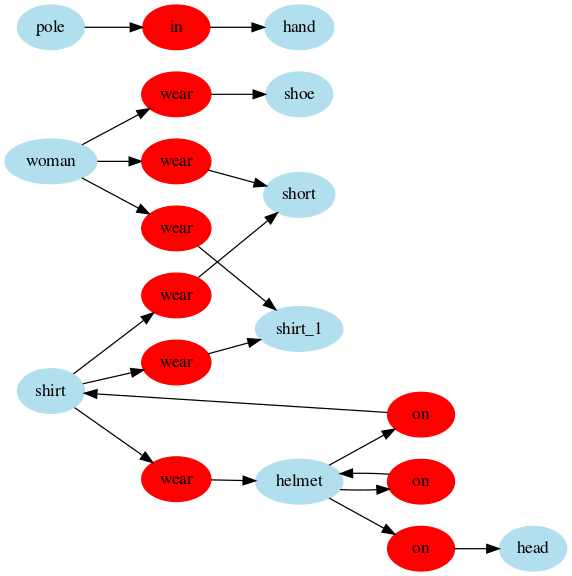 pole in hand
wear shoe
woman wear
short
wear
wear
shirt_1
wear
shirt
on
wear helmet on
on head